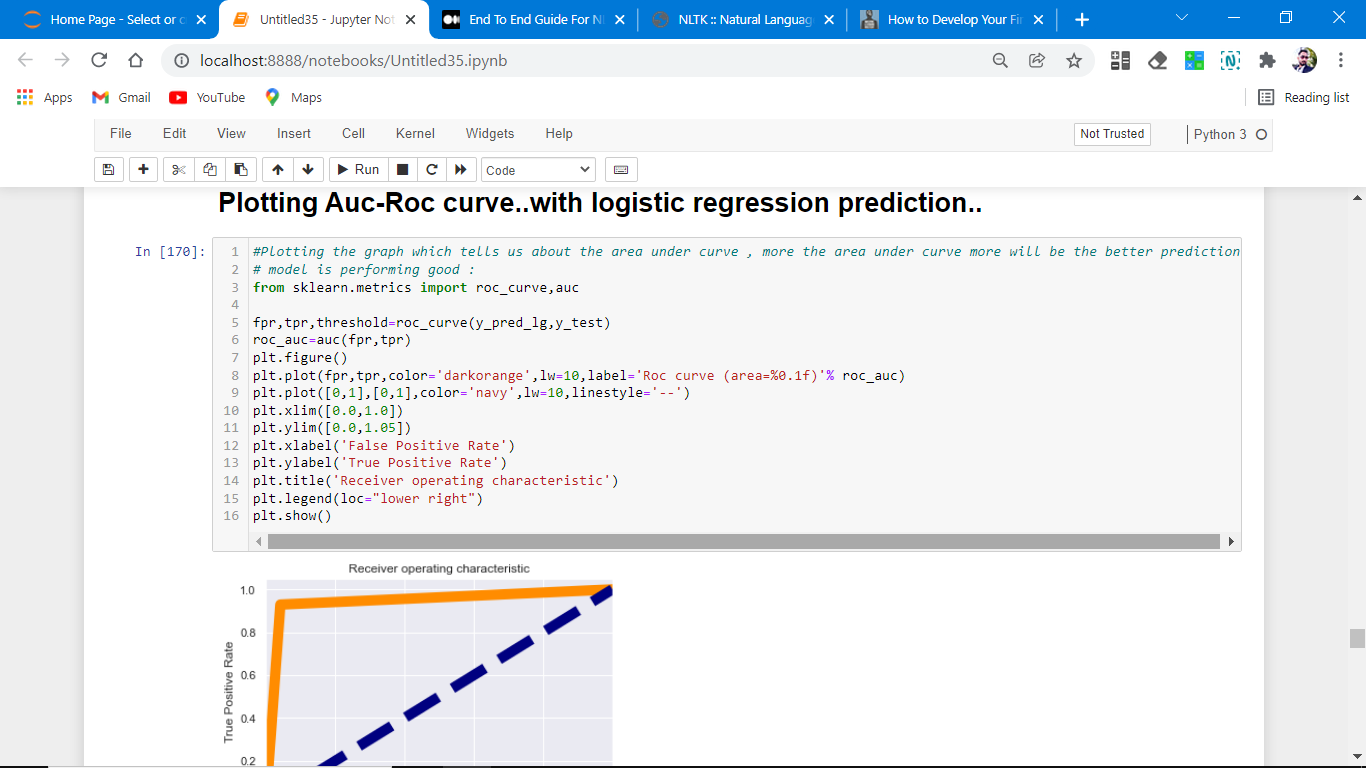 Home Page - Select or c
Untitled35 - Jupyter Not
End To End Guide For N
NLTK :: Natural Languag
How to Develop Your Fir
localhost:8888/notebooks/Untitled35.ipynb
Apps
Gmail
YouTube
Maps
Reading list
File
Edit
View
Insert
Cell
Kernel
Widgets
Help
Not Trusted
Python 3
Run
Code
Plotting Auc-Roc curve..with logistic regression prediction..
In [170]:
1 #Plotting the graph which tells us about the area under curve , more the area under curve more will be the better prediction
2 # model is performing good :
3 from sklearn.metrics import roc_curve,auc
4
5 fpr,tpr,threshold=roc_curve(y_pred_lg,y_test)
6 roc_auc=auc(fpr,tpr)
7 plt.figure()
8 plt.plot(fpr,tpr,color='darkorange',lw=10,label='Roc curve (area=%0.1f)'% roc_auc)
9 plt.plot([0,1],[0,1],color='navy',lw=10,linestyle='--')
10 plt.xlim([0.0,1.0])
11 plt.ylim([0.0,1.05])
12 plt.xlabel('False Positive Rate')
13 plt.ylabel('True Positive Rate')
14 plt.title('Receiver operating characteristic')
15 plt.legend(loc="lower right")
16 plt.show()
Receiver operating characteristic
1.0
0.8
0.6
0.4
0.2
True Positive Rate